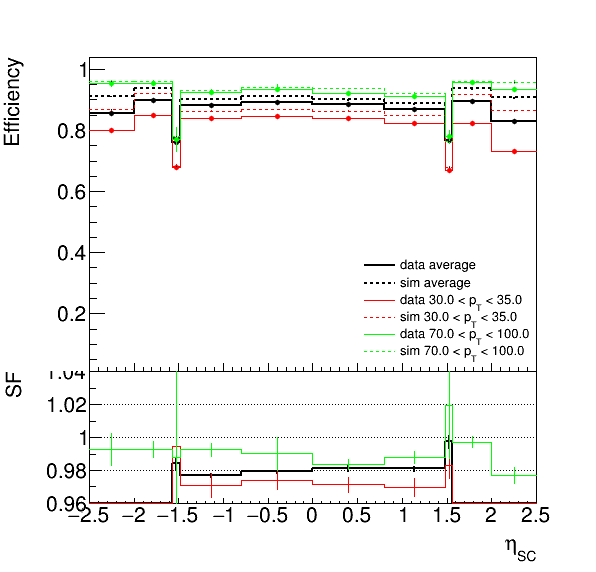 Efficiency
1
0.8
0.6
0.4
0.2
data average
sim average
data 30.0 < p_T < 35.0
sim 30.0 < p_T < 35.0
data 70.0 < p_T < 100.0
sim 70.0 < p_T < 100.0
SF
1.04
1.02
1
0.98
0.96
−2.5 −2 −1.5 −1 −0.5 0 0.5 1 1.5 2 2.5
η_SC